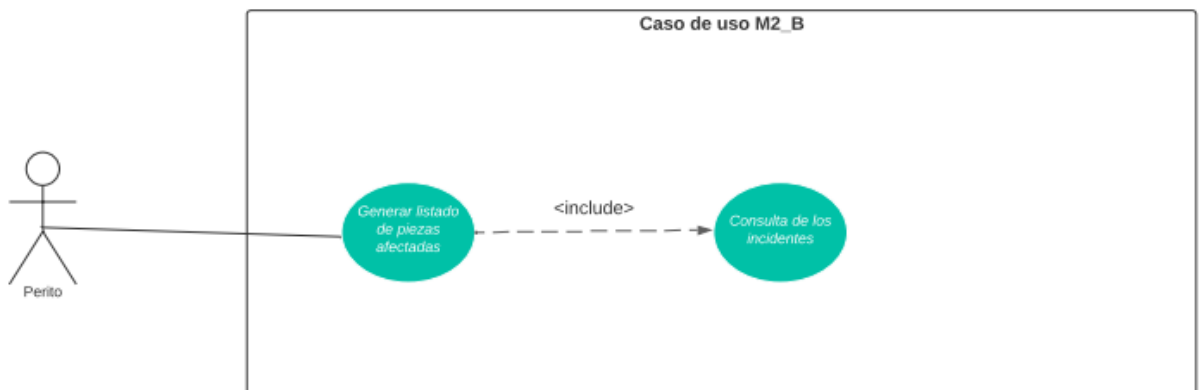 Caso de uso M2_B
Generar listado
de piezas
afectadas
<include>
Consulta de los
incidentes
Perito